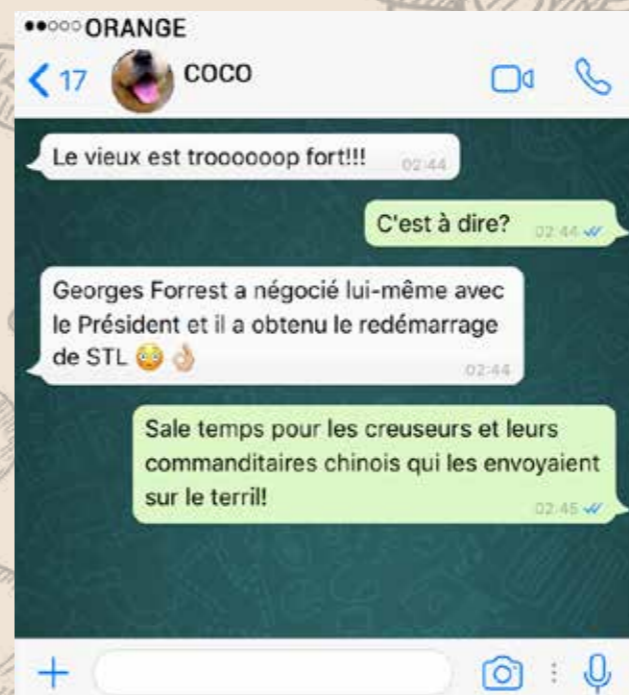 ORANGE
17 COCO
Le vieux est troooooop fort!!! 02:44
C'est à dire? 02:44
Georges Forrest a négocié lui-même avec
le Président et il a obtenu le redémarrage
de STL 😳 👌🏼
02:44
Sale temps pour les creuseurs et leurs
commanditaires chinois qui les envoyaient
sur le terril!
02:45